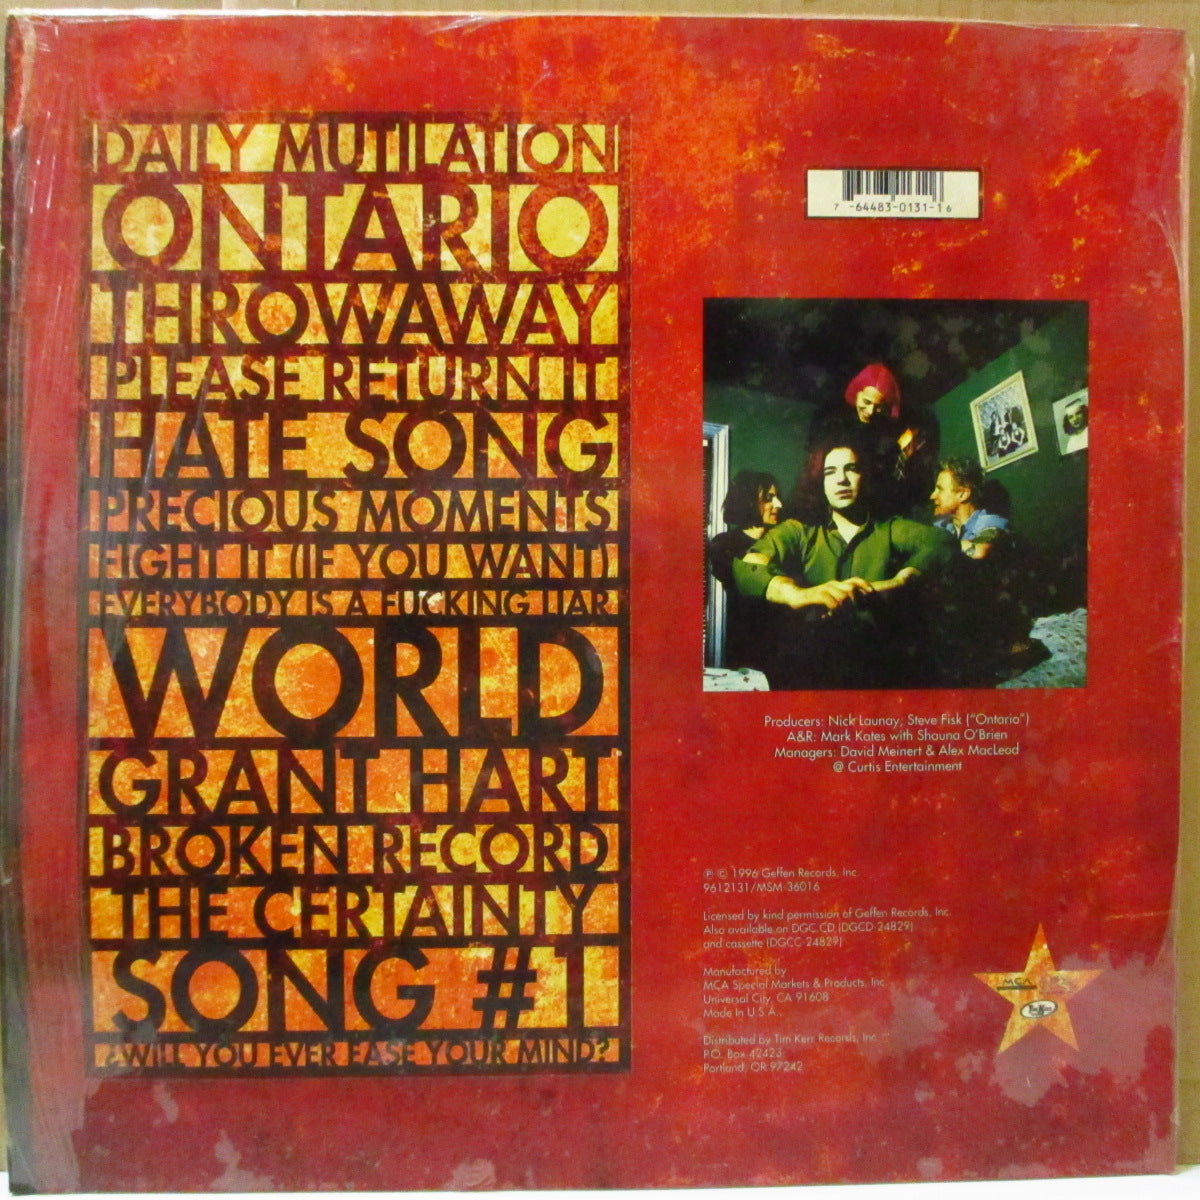 DAILY MUTILATION
ONTARIO
THROWAWAY
PLEASE RETURN IT
HATE SONG
PRECIOUS MOMENTS
FIGHT IT (IF YOU WANT)
EVERYBODY IS A FUCKING LIAR
WORLD
GRANT HART
BROKEN RECORD
THE CERTAINTY
SONG #1
¿WILL YOU EVER EASE YOUR MIND?
7 -64483-0131-1 6
Producers: Nick Launay, Steve Fisk ("Ontario")
A&R: Mark Kates with Shauna O'Brien
Managers: David Meinert & Alex MacLeod
@ Curtis Entertainment
℗ © 1996 Geffen Records, Inc.
9612131/MSM-36016
Licensed by kind permission of Geffen Records, Inc.
Also available on DGC CD (DGCD-24829)
and cassette (DGCC-24829)
Manufactured by
MCA Special Markets & Products, Inc.
Universal City, CA 91608
Made In U.S.A.
Distributed by Tim Kerr Records, Inc.
P.O. Box 42423
Portland, OR 97242
MCA